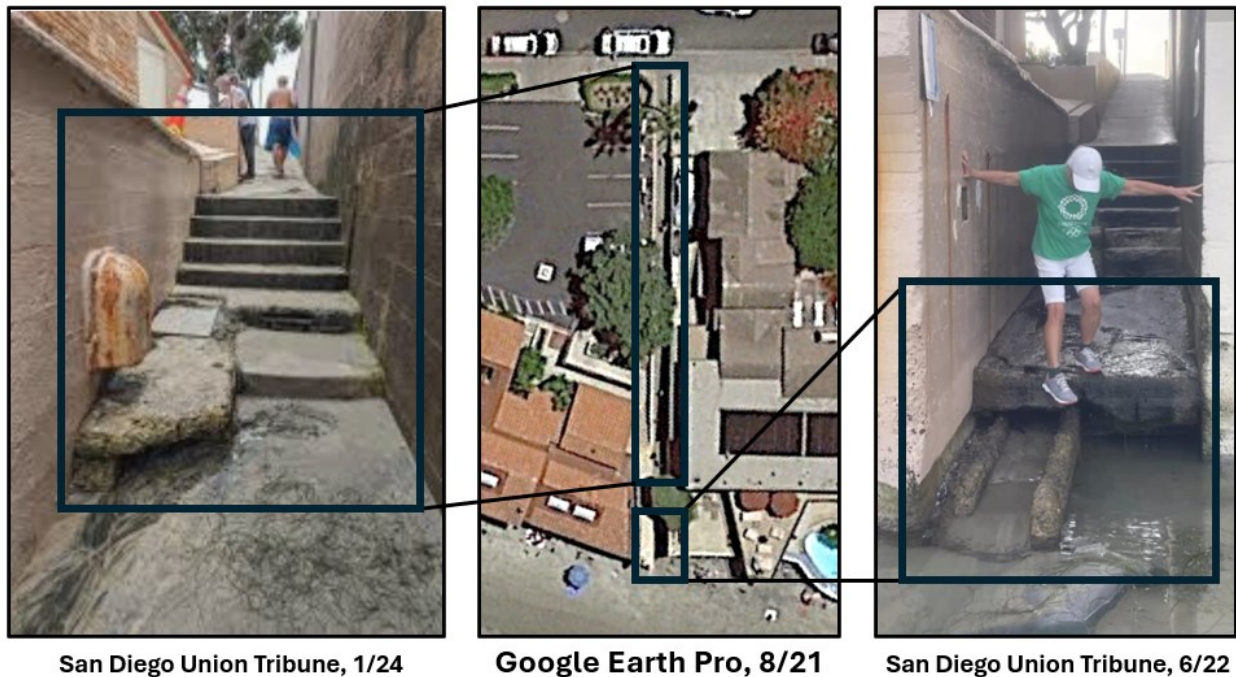 San Diego Union Tribune, 1/24
Google Earth Pro, 8/21
San Diego Union Tribune, 6/22